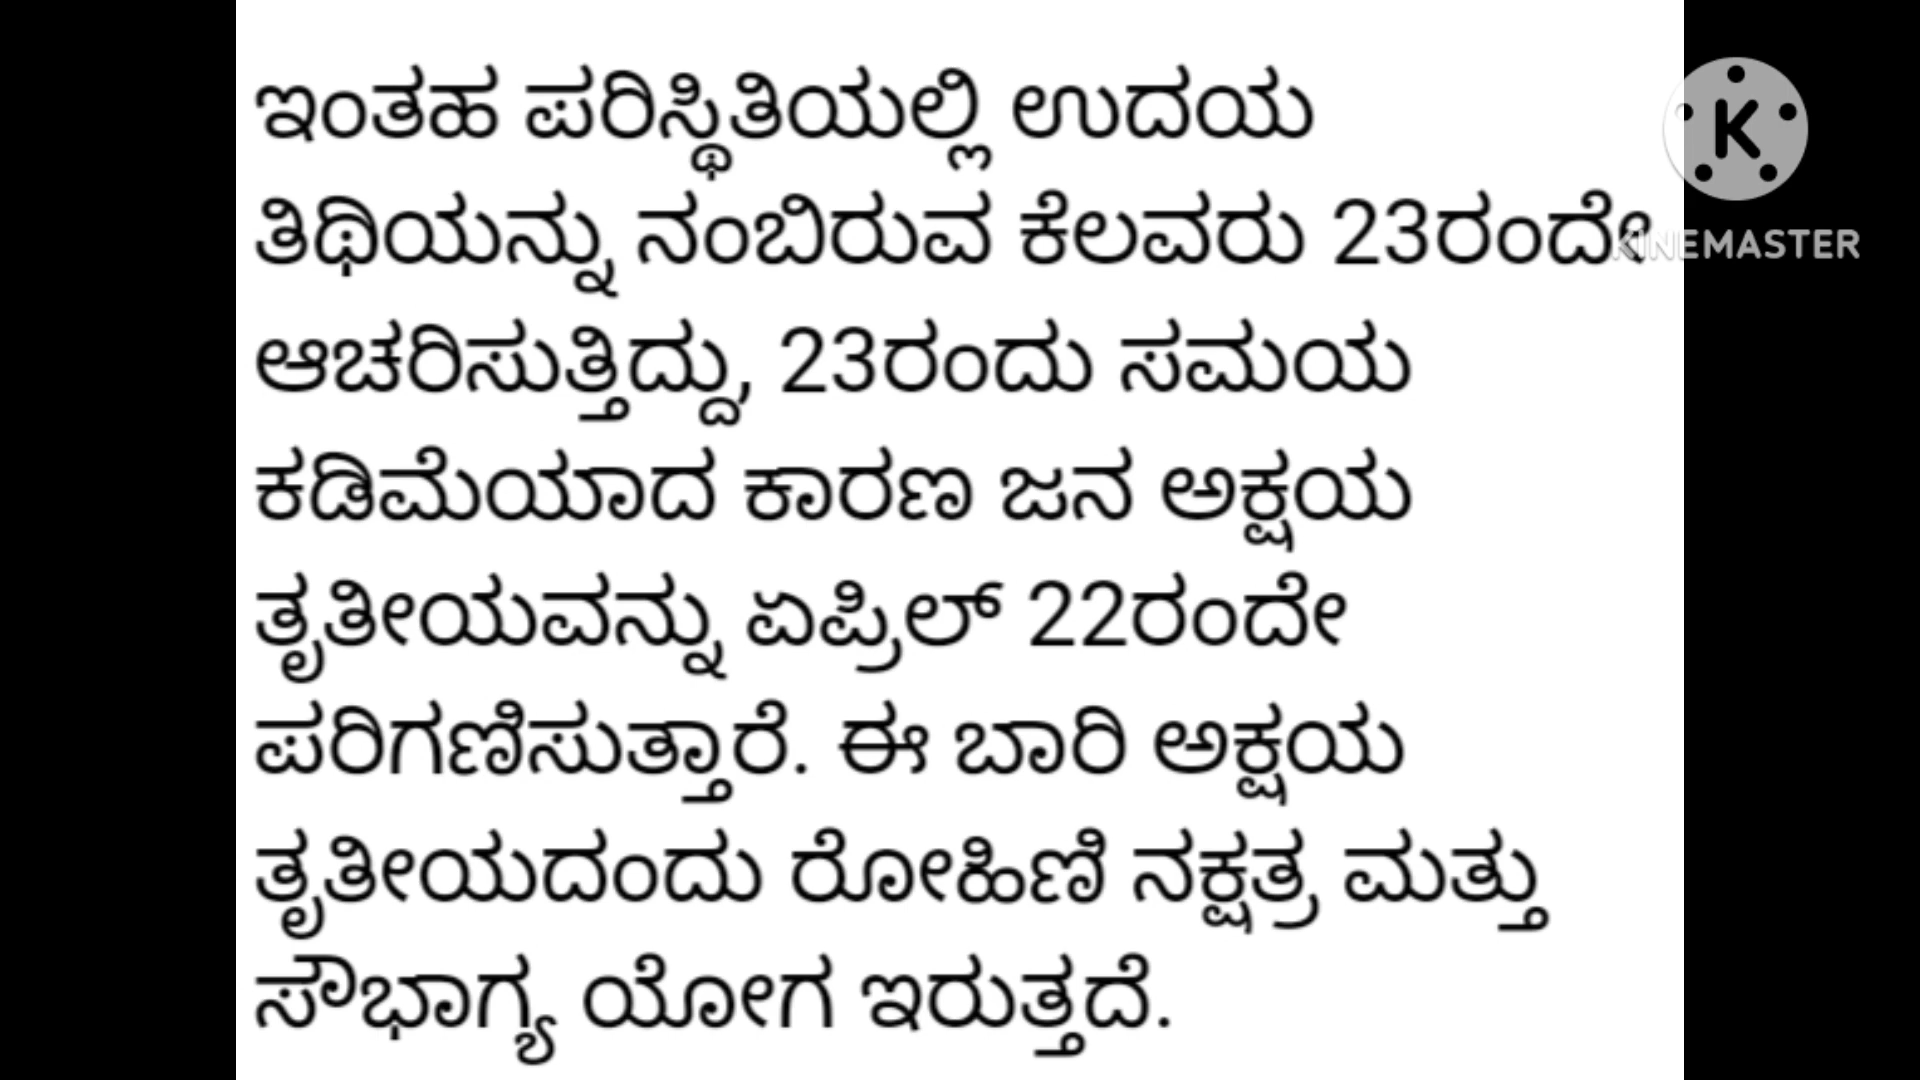 ಇಂತಹ ಪರಿಸ್ಥಿತಿಯಲ್ಲಿ ಉದಯ
ತಿಥಿಯನ್ನು ನಂಬಿರುವ ಕೆಲವರು 23ರಂದೇ
ಆಚರಿಸುತ್ತಿದ್ದು, 23ರಂದು ಸಮಯ
ಕಡಿಮೆಯಾದ ಕಾರಣ ಜನ ಅಕ್ಷಯ
ತೃತೀಯವನ್ನು ಏಪ್ರಿಲ್ 22ರಂದೇ
ಪರಿಗಣಿಸುತ್ತಾರೆ. ಈ ಬಾರಿ ಅಕ್ಷಯ
ತೃತೀಯದಂದು ರೋಹಿಣಿ ನಕ್ಷತ್ರ ಮತ್ತು
ಸೌಭಾಗ್ಯ ಯೋಗ ಇರುತ್ತದೆ.
K
KINEMASTER